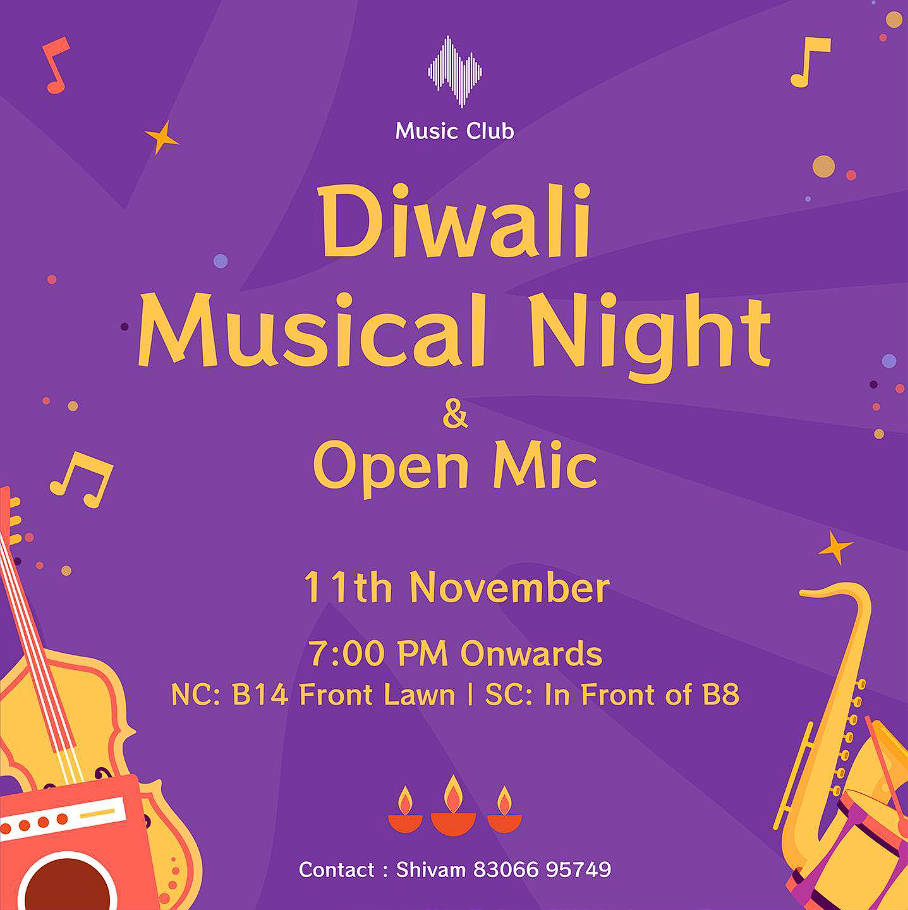 Music Club
Diwali
Musical Night
&
Open Mic
11th November
7:00 PM Onwards
NC: B14 Front Lawn | SC: In Front of B8
Contact : Shivam 83066 95749